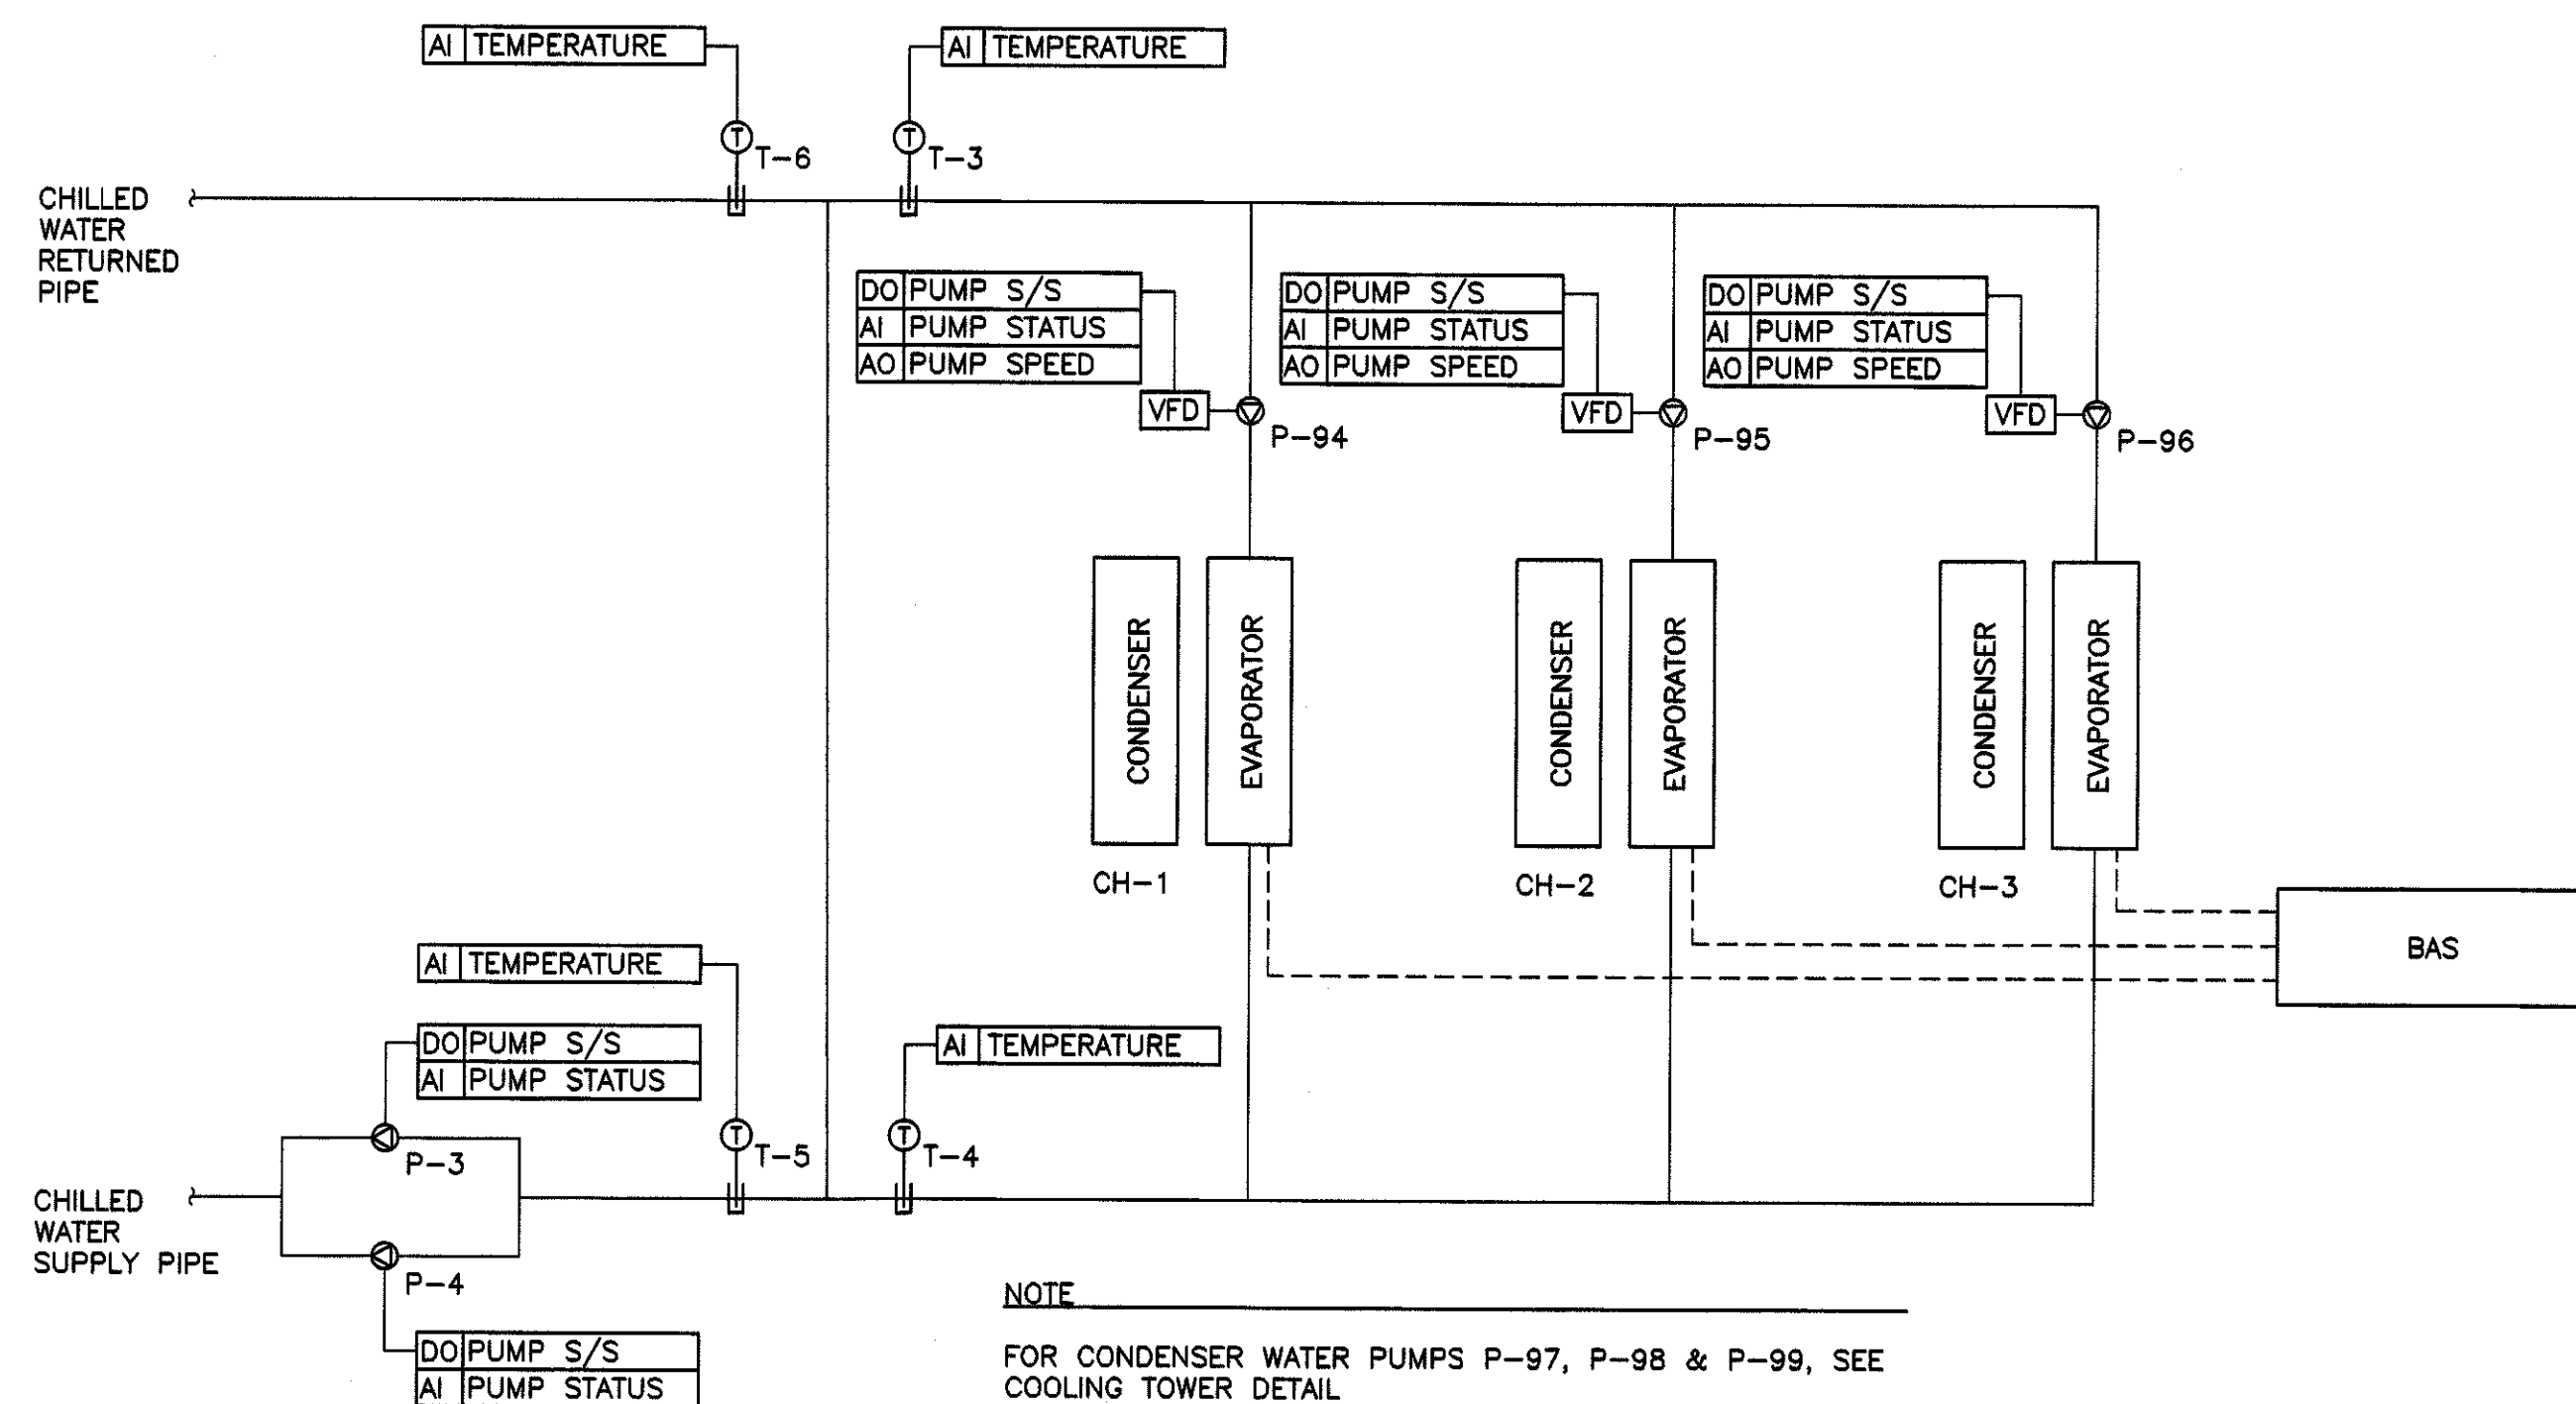 AI TEMPERATURE
AI TEMPERATURE
T
T-6
T
T-3
CHILLED
WATER
RETURNED
PIPE
DO PUMP S/S
AI PUMP STATUS
AO PUMP SPEED
VFD
P-94
DO PUMP S/S
AI PUMP STATUS
AO PUMP SPEED
VFD
P-95
DO PUMP S/S
AI PUMP STATUS
AO PUMP SPEED
VFD
P-96
CONDENSER
EVAPORATOR
CH-1
CONDENSER
EVAPORATOR
CH-2
CONDENSER
EVAPORATOR
CH-3
BAS
AI TEMPERATURE
DO PUMP S/S
AI PUMP STATUS
AI TEMPERATURE
P-3
T
T-5
T
T-4
CHILLED
WATER
SUPPLY PIPE
P-4
DO PUMP S/S
AI PUMP STATUS
NOTE
FOR CONDENSER WATER PUMPS P-97, P-98 & P-99, SEE
COOLING TOWER DETAIL